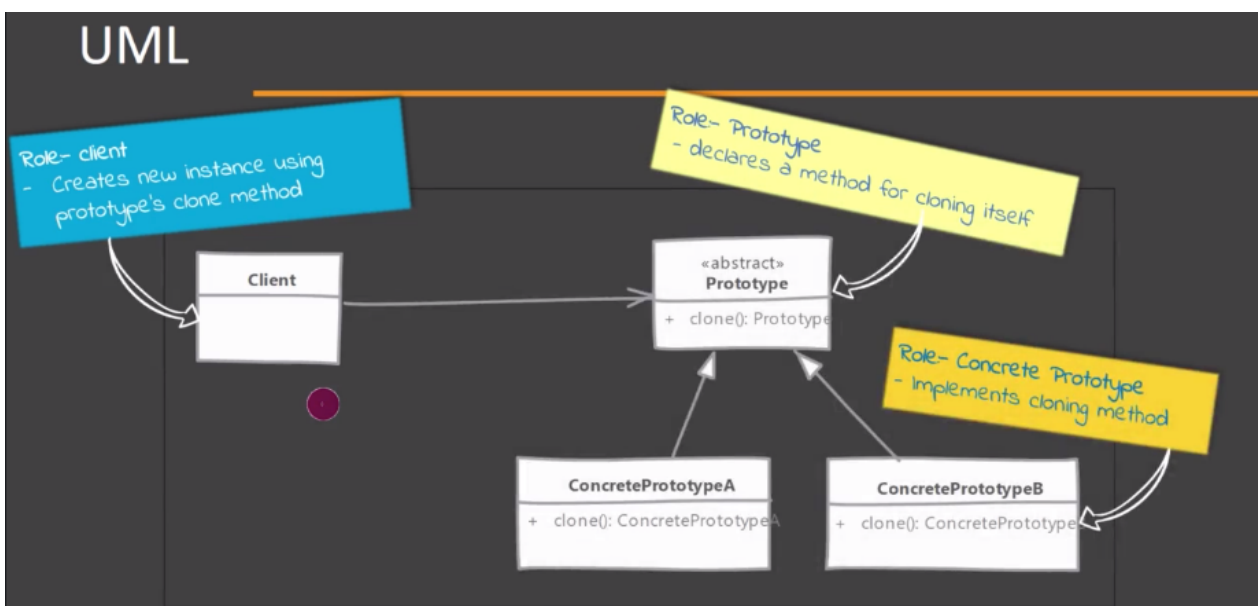 UML
Role- client
- Creates new instance using
prototype's clone method
Role- Prototype
- declares a method for cloning itself
Client
«abstract»
Prototype
+ clone(): Prototype
Role- Concrete Prototype
- Implements cloning method
ConcretePrototypeA
+ clone(): ConcretePrototypeA
ConcretePrototypeB
+ clone(): ConcretePrototype